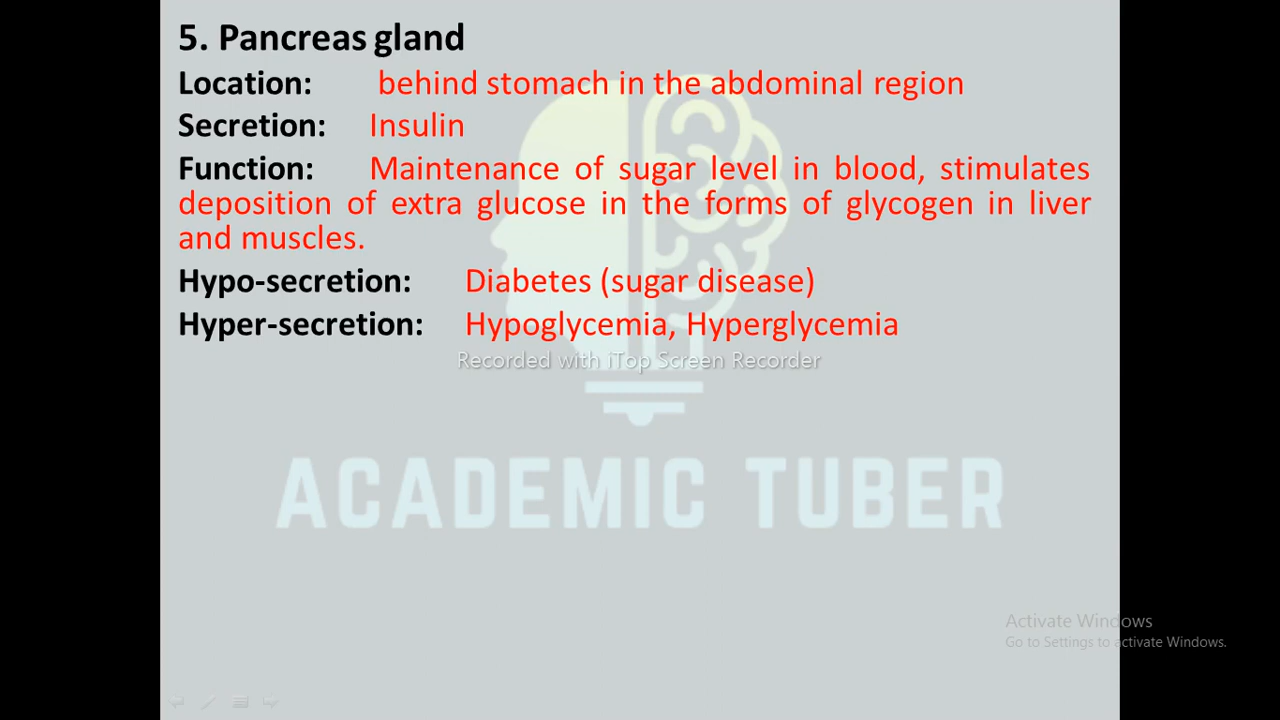 5. Pancreas gland
Location: behind stomach in the abdominal region
Secretion: Insulin
Function: Maintenance of sugar level in blood, stimulates
deposition of extra glucose in the forms of glycogen in liver
and muscles.
Hypo-secretion: Diabetes (sugar disease)
Hyper-secretion: Hypoglycemia, Hyperglycemia
Recorded with iTop Screen Recorder
ACADEMIC TUBER
Activate Windows
Go to Settings to activate Windows.